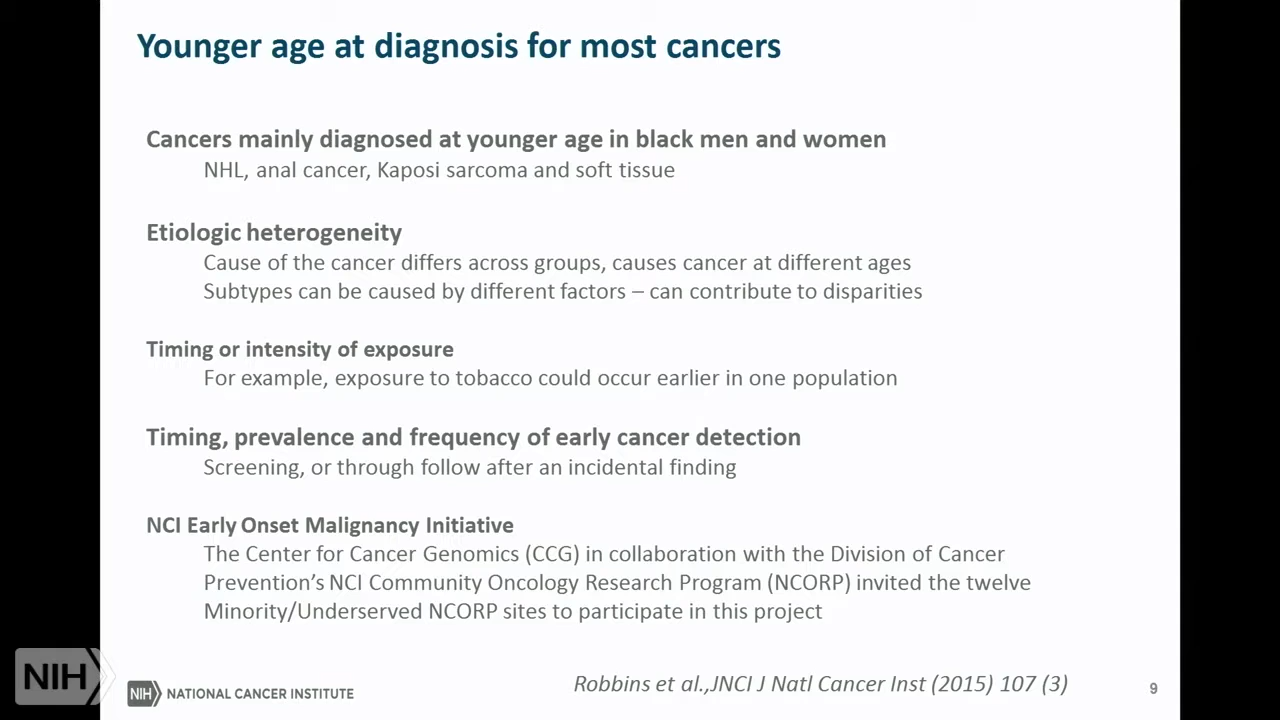 Younger age at diagnosis for most cancers
Cancers mainly diagnosed at younger age in black men and women
NHL, anal cancer, Kaposi sarcoma and soft tissue
Etiologic heterogeneity
Cause of the cancer differs across groups, causes cancer at different ages
Subtypes can be caused by different factors – can contribute to disparities
Timing or intensity of exposure
For example, exposure to tobacco could occur earlier in one population
Timing, prevalence and frequency of early cancer detection
Screening, or through follow after an incidental finding
NCI Early Onset Malignancy Initiative
The Center for Cancer Genomics (CCG) in collaboration with the Division of Cancer
Prevention’s NCI Community Oncology Research Program (NCORP) invited the twelve
Minority/Underserved NCORP sites to participate in this project
NIH
NIH NATIONAL CANCER INSTITUTE
Robbins et al.,JNCI J Natl Cancer Inst (2015) 107 (3)
9